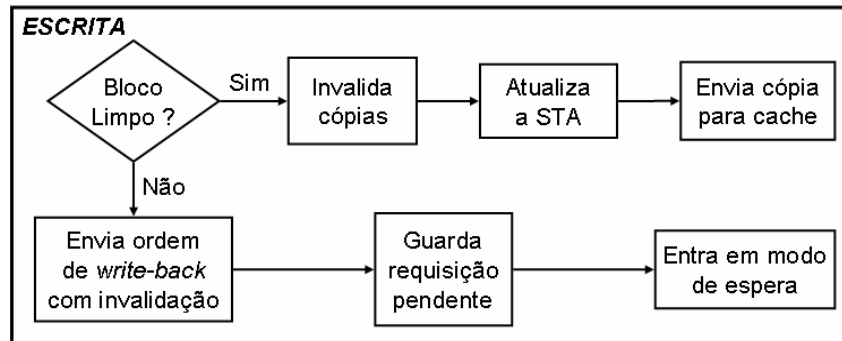 ESCRITA
Bloco
Limpo ?
Sim
Invalida
cópias
Atualiza
a STA
Envia cópia
para cache
Não
Envia ordem
de write-back
com invalidação
Guarda
requisição
pendente
Entra em modo
de espera